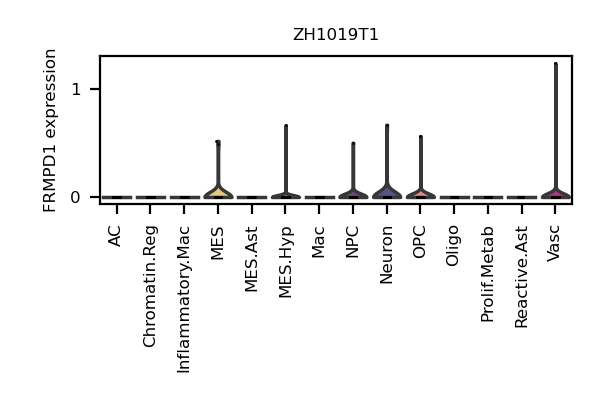 ZH1019T1
FRMPD1 expression
1
0
AC
Chromatin.Reg
Inflammatory.Mac
MES
MES.Ast
MES.Hyp
Mac
NPC
Neuron
OPC
Oligo
Prolif.Metab
Reactive.Ast
Vasc